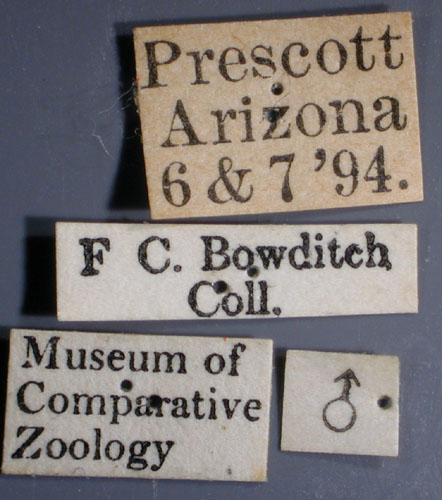 Prescott
Arizona
6 & 7 '94.
F C. Bowditch
Coll.
Museum of
Comparative
Zoology
♂